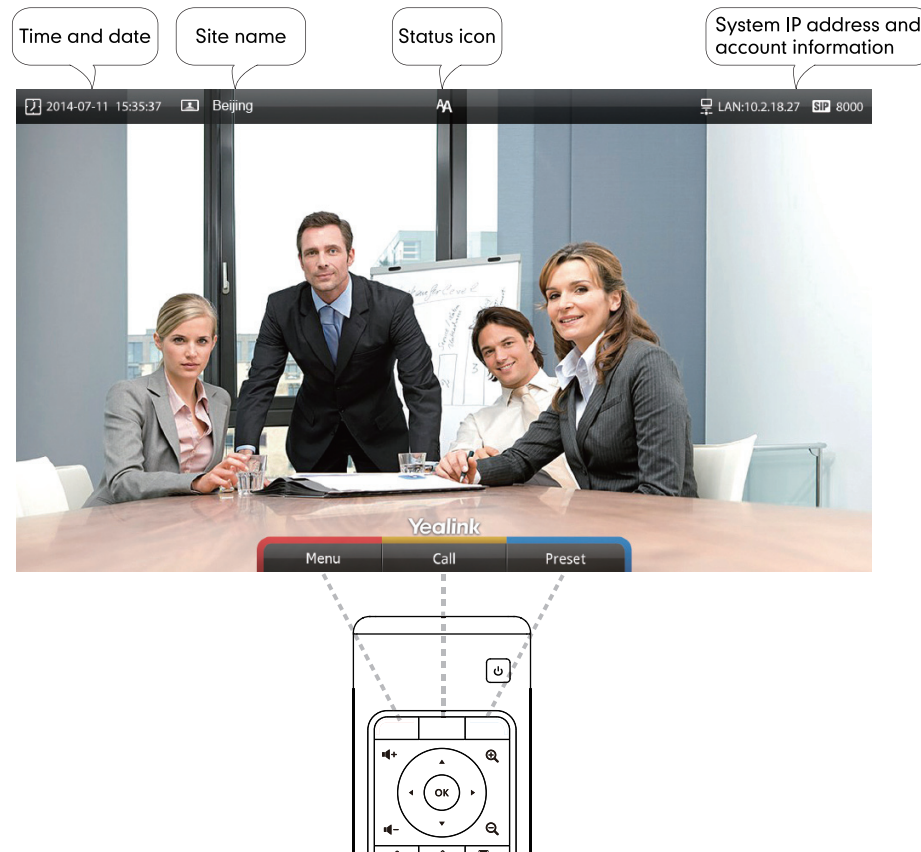 Time and date
Site name
Status icon
System IP address and
account information
2014-07-11 15:35:37
Beijing
AA
LAN:10.2.18.27
SIP 8000
Yealink
Menu
Call
Preset
OK